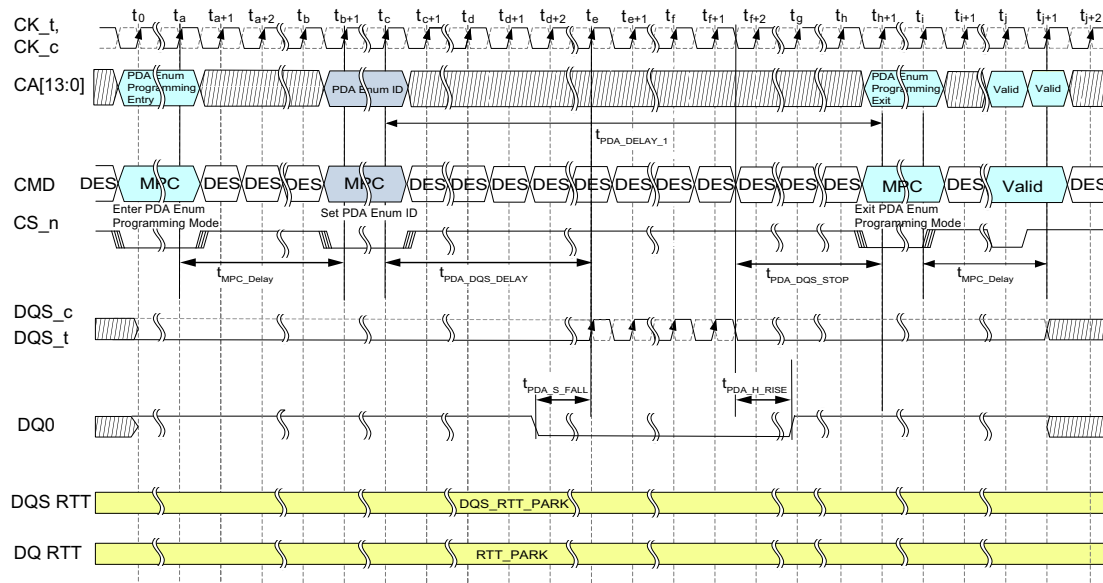 t0 ta ta+1 ta+2 tb tb+1 tc tc+1 td td+1 td+2 te te+1 tf tf+1 tf+2 tg th th+1 ti ti+1 tj tj+1 tj+2
CK_t,
CK_c
CA[13:0]
PDA Enum
Programming
Entry
PDA Enum ID
PDA Enum
Programming
Exit
Valid Valid
tPDA_DELAY_1
CMD DES MPC DES DES DES MPC DES DES DES DES DES DES DES DES DES DES DES MPC DES Valid DES
Enter PDA Enum
Programming Mode
Set PDA Enum ID
Exit PDA Enum
Programming Mode
CS_n
tMPC_Delay tPDA_DQS_DELAY tPDA_DQS_STOP tMPC_Delay
DQS_c
DQS_t
tPDA_S_FALL tPDA_H_RISE
DQ0
DQS RTT DQS_RTT_PARK
DQ RTT RTT_PARK